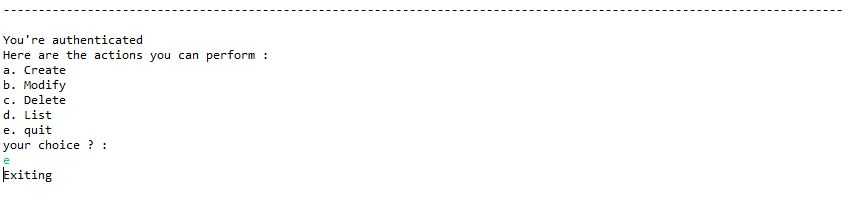 ----------------------------------------------------------------------------------------------------------------------------------------
You're authenticated
Here are the actions you can perform :
a. Create
b. Modify
c. Delete
d. List
e. quit
your choice ? :
e
Exiting